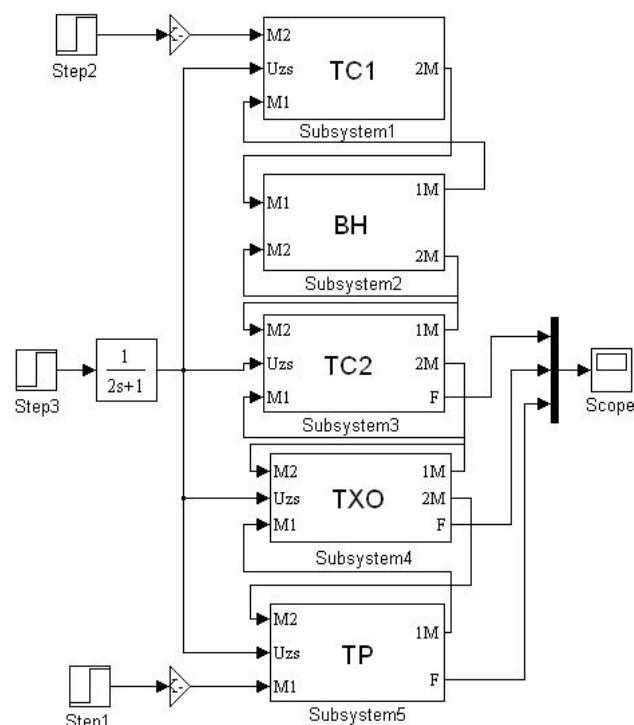 Step2
M2
Uzs
M1
TC1
2M
Subsystem1
M1
M2
BH
1M
2M
Subsystem2
Step3
1
2s+1
M2
Uzs
M1
TC2
1M
2M
F
Subsystem3
Scope
M2
Uzs
M1
TXO
1M
2M
F
Subsystem4
M2
Uzs
M1
TP
1M
F
Subsystem5
Step1